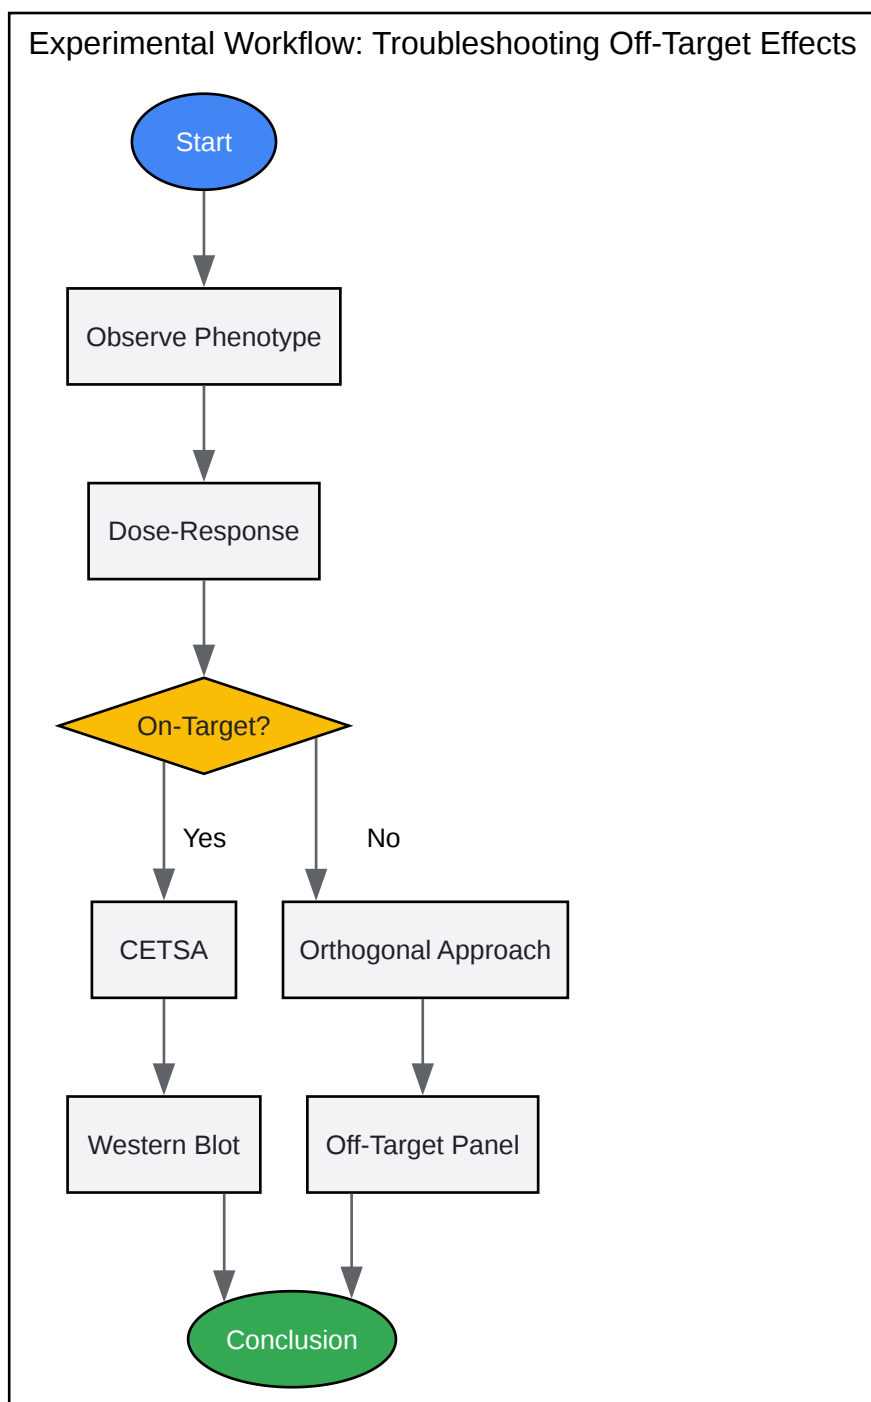 Experimental Workflow: Troubleshooting Off-Target Effects
Start
Observe Phenotype
Dose-Response
On-Target?
Yes
No
CETSA
Orthogonal Approach
Western Blot
Off-Target Panel
Conclusion